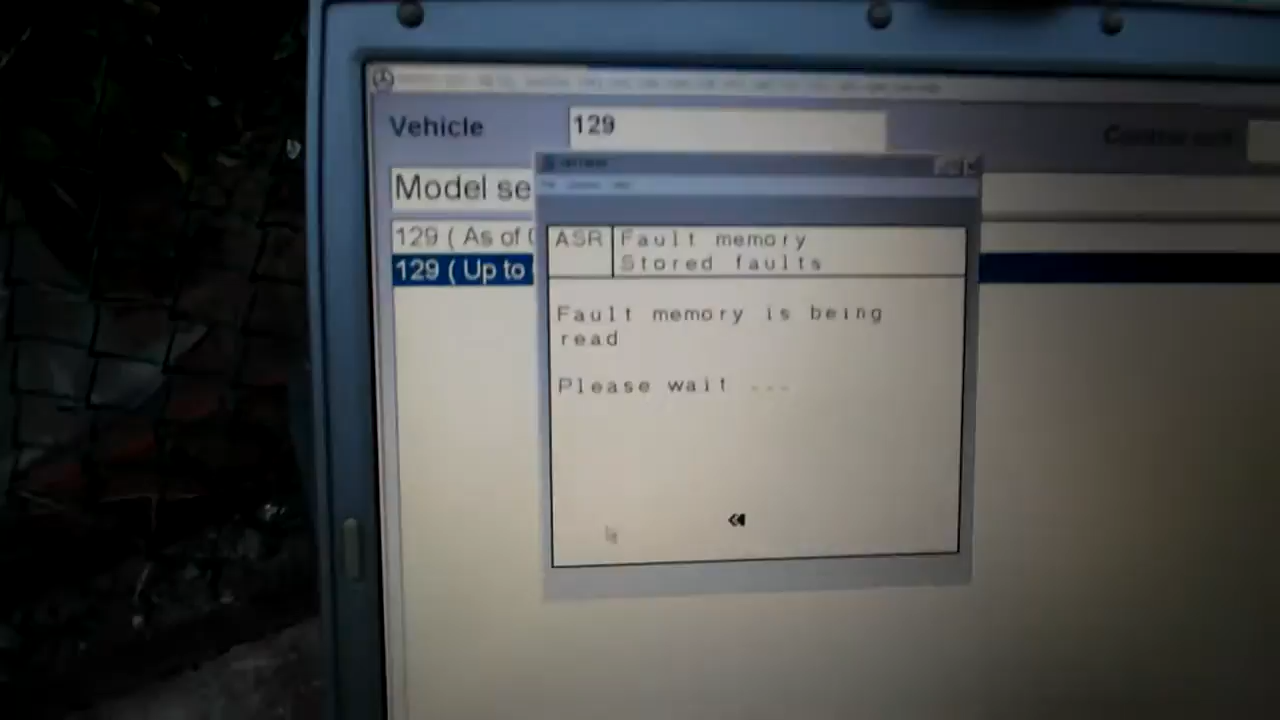 Vehicle
129
Model se
129 ( As of
129 ( Up to
ASR
Fault memory
Stored faults
Fault memory is being
read
Please wait ...